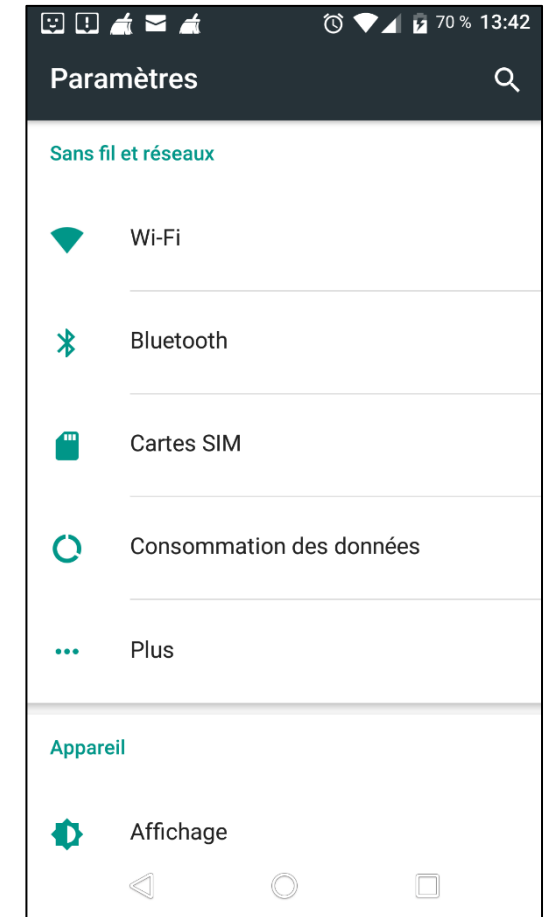 70 % 13:42
Paramètres
Sans fil et réseaux
Wi-Fi
Bluetooth
Cartes SIM
Consommation des données
Plus
Appareil
Affichage